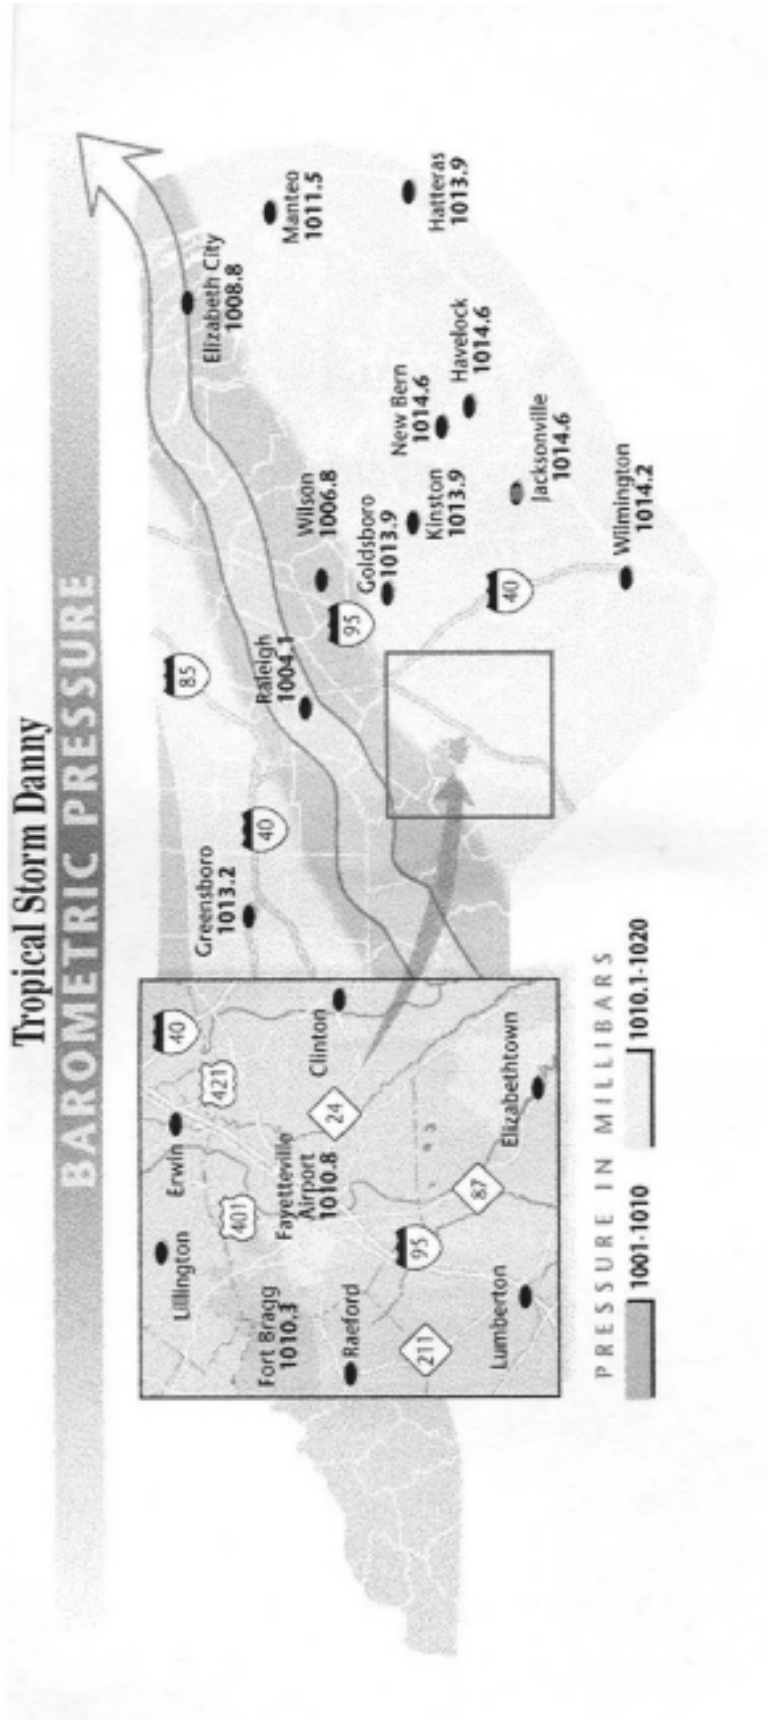 Tropical Storm Danny
BAROMETRIC PRESSURE
40
Lillington
Erwin
421
401
Fort Bragg
1010.3
Fayetteville
Airport
1010.8
24
Clinton
Raeford
95
211
87
Lumberton
Elizabethtown
Greensboro
1013.2
40
85
Raleigh
1004.1
95
Wilson
1006.8
Goldsboro
1013.9
Kinston
1013.9
New Bern
1014.6
Havelock
1014.6
Jacksonville
1014.6
40
Wilmington
1014.2
Elizabeth City
1008.8
Manteo
1011.5
Hatteras
1013.9
PRESSURE IN MILLIBARS
1001-1010
1010.1-1020